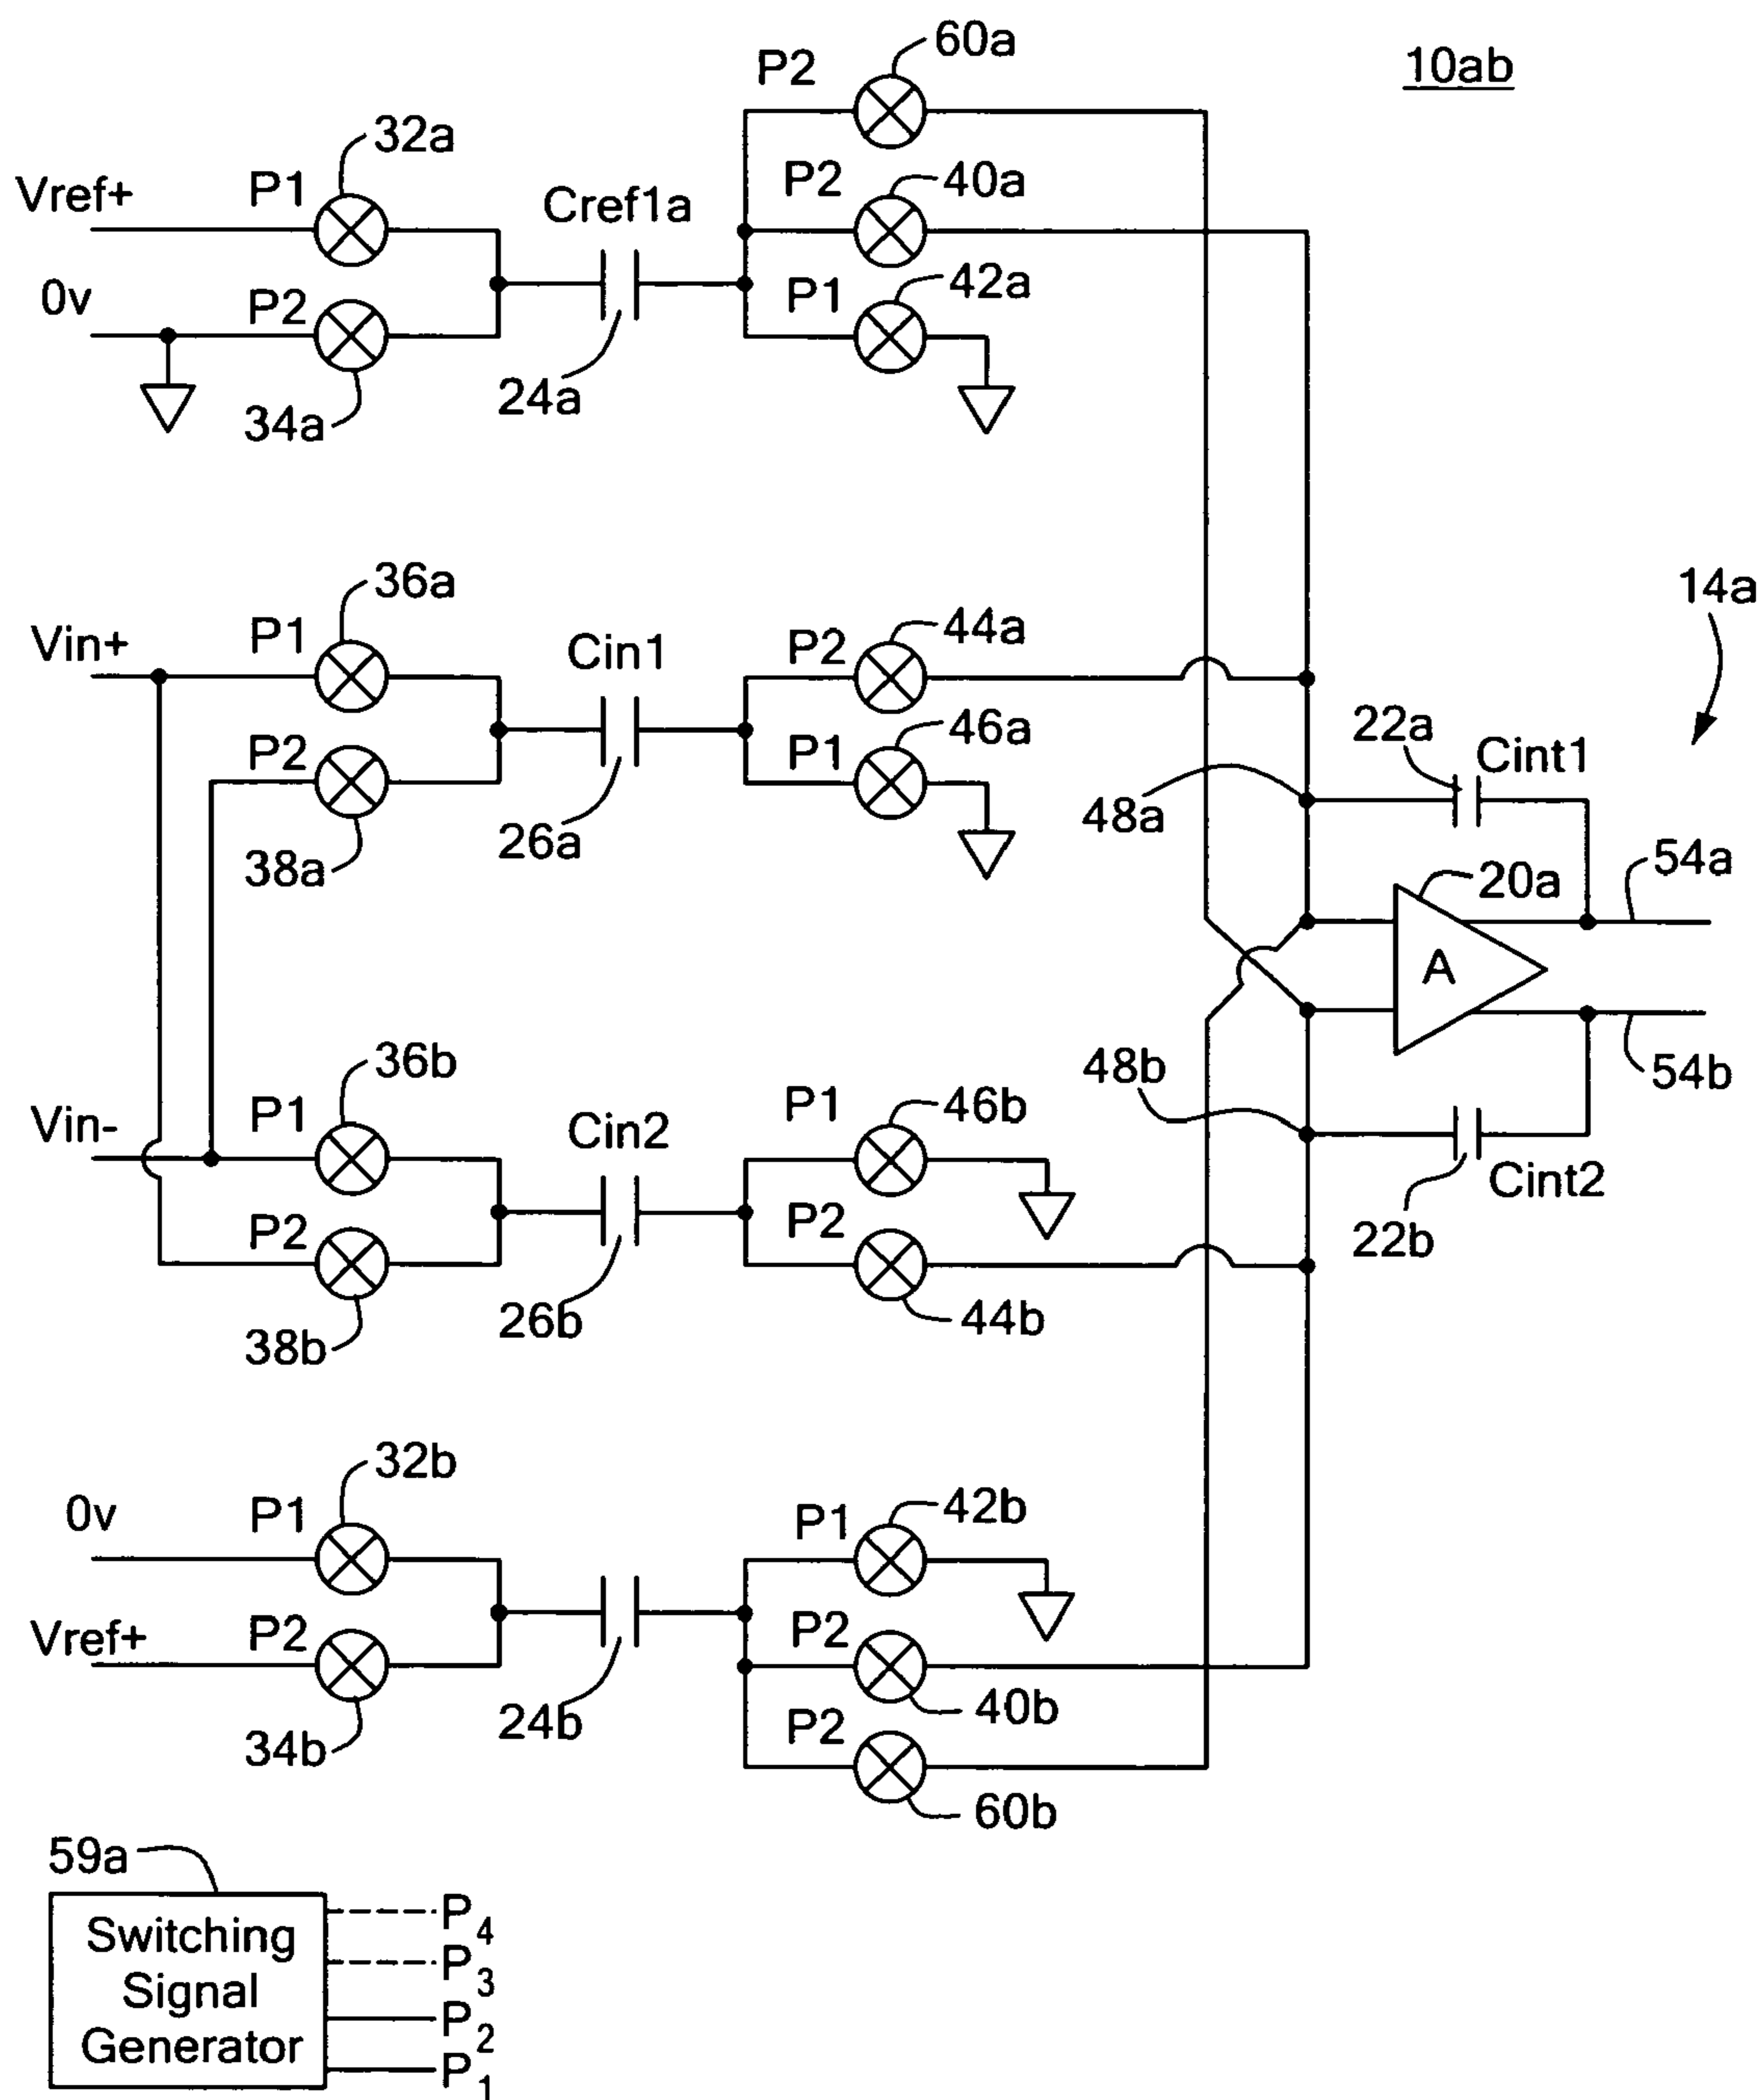 60a
10ab
P2
32a
P2
40a
Vref+
P1
Cref1a
42a
0v
P2
P1
24a
34a
36a
14a
44a
Vin+
P1
Cin1
P2
46a
22a
P2
P1
Cint1
48a
26a
38a
54a
20a
A
36b
48b
54b
46b
P1
Vin-
P1
Cin2
Cint2
P2
P2
22b
26b
44b
38b
32b
42b
0v
P1
P1
Vref+
P2
P2
40b
24b
P2
34b
60b
59a
Switching
Signal
Generator
P4
P3
P2
P1